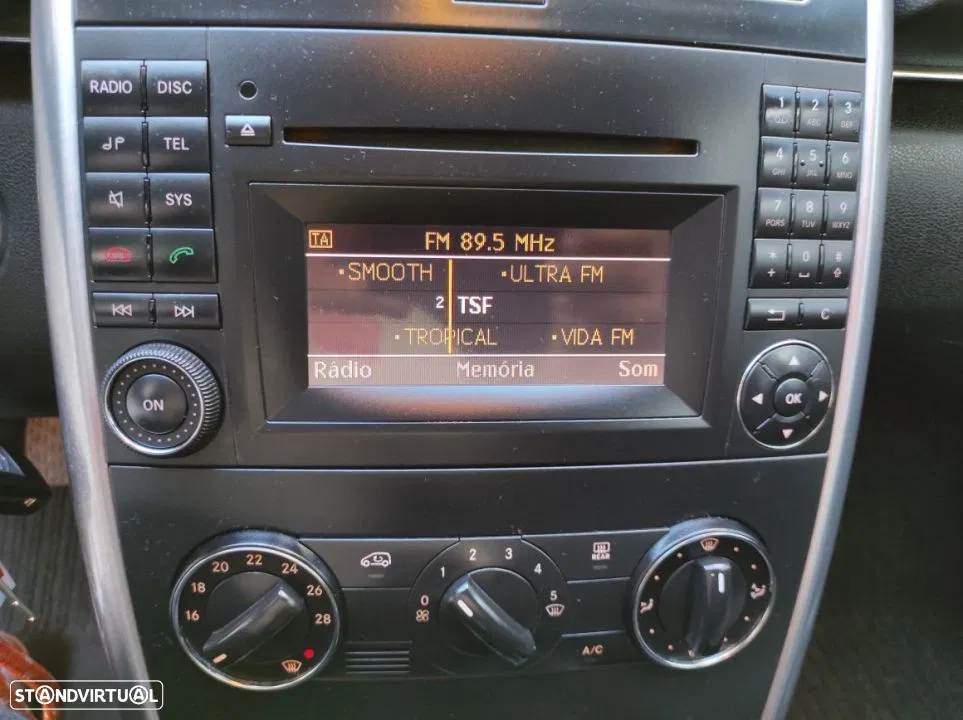 RADIO DISC
TEL
SYS
1 2 3
ABC DEF
4 5 6
GHI JKL MNO
7 8 9
PQRS TUV WXYZ
* 0 #
+
C
TA FM 89.5 MHz
•SMOOTH •ULTRA FM
2 TSF
•TROPICAL •VIDA FM
Rádio Memória Som
ON
OK
16 18 20 22 24 26 28
0 1 2 3 4 5
REAR
A/C
STANDVIRTUAL